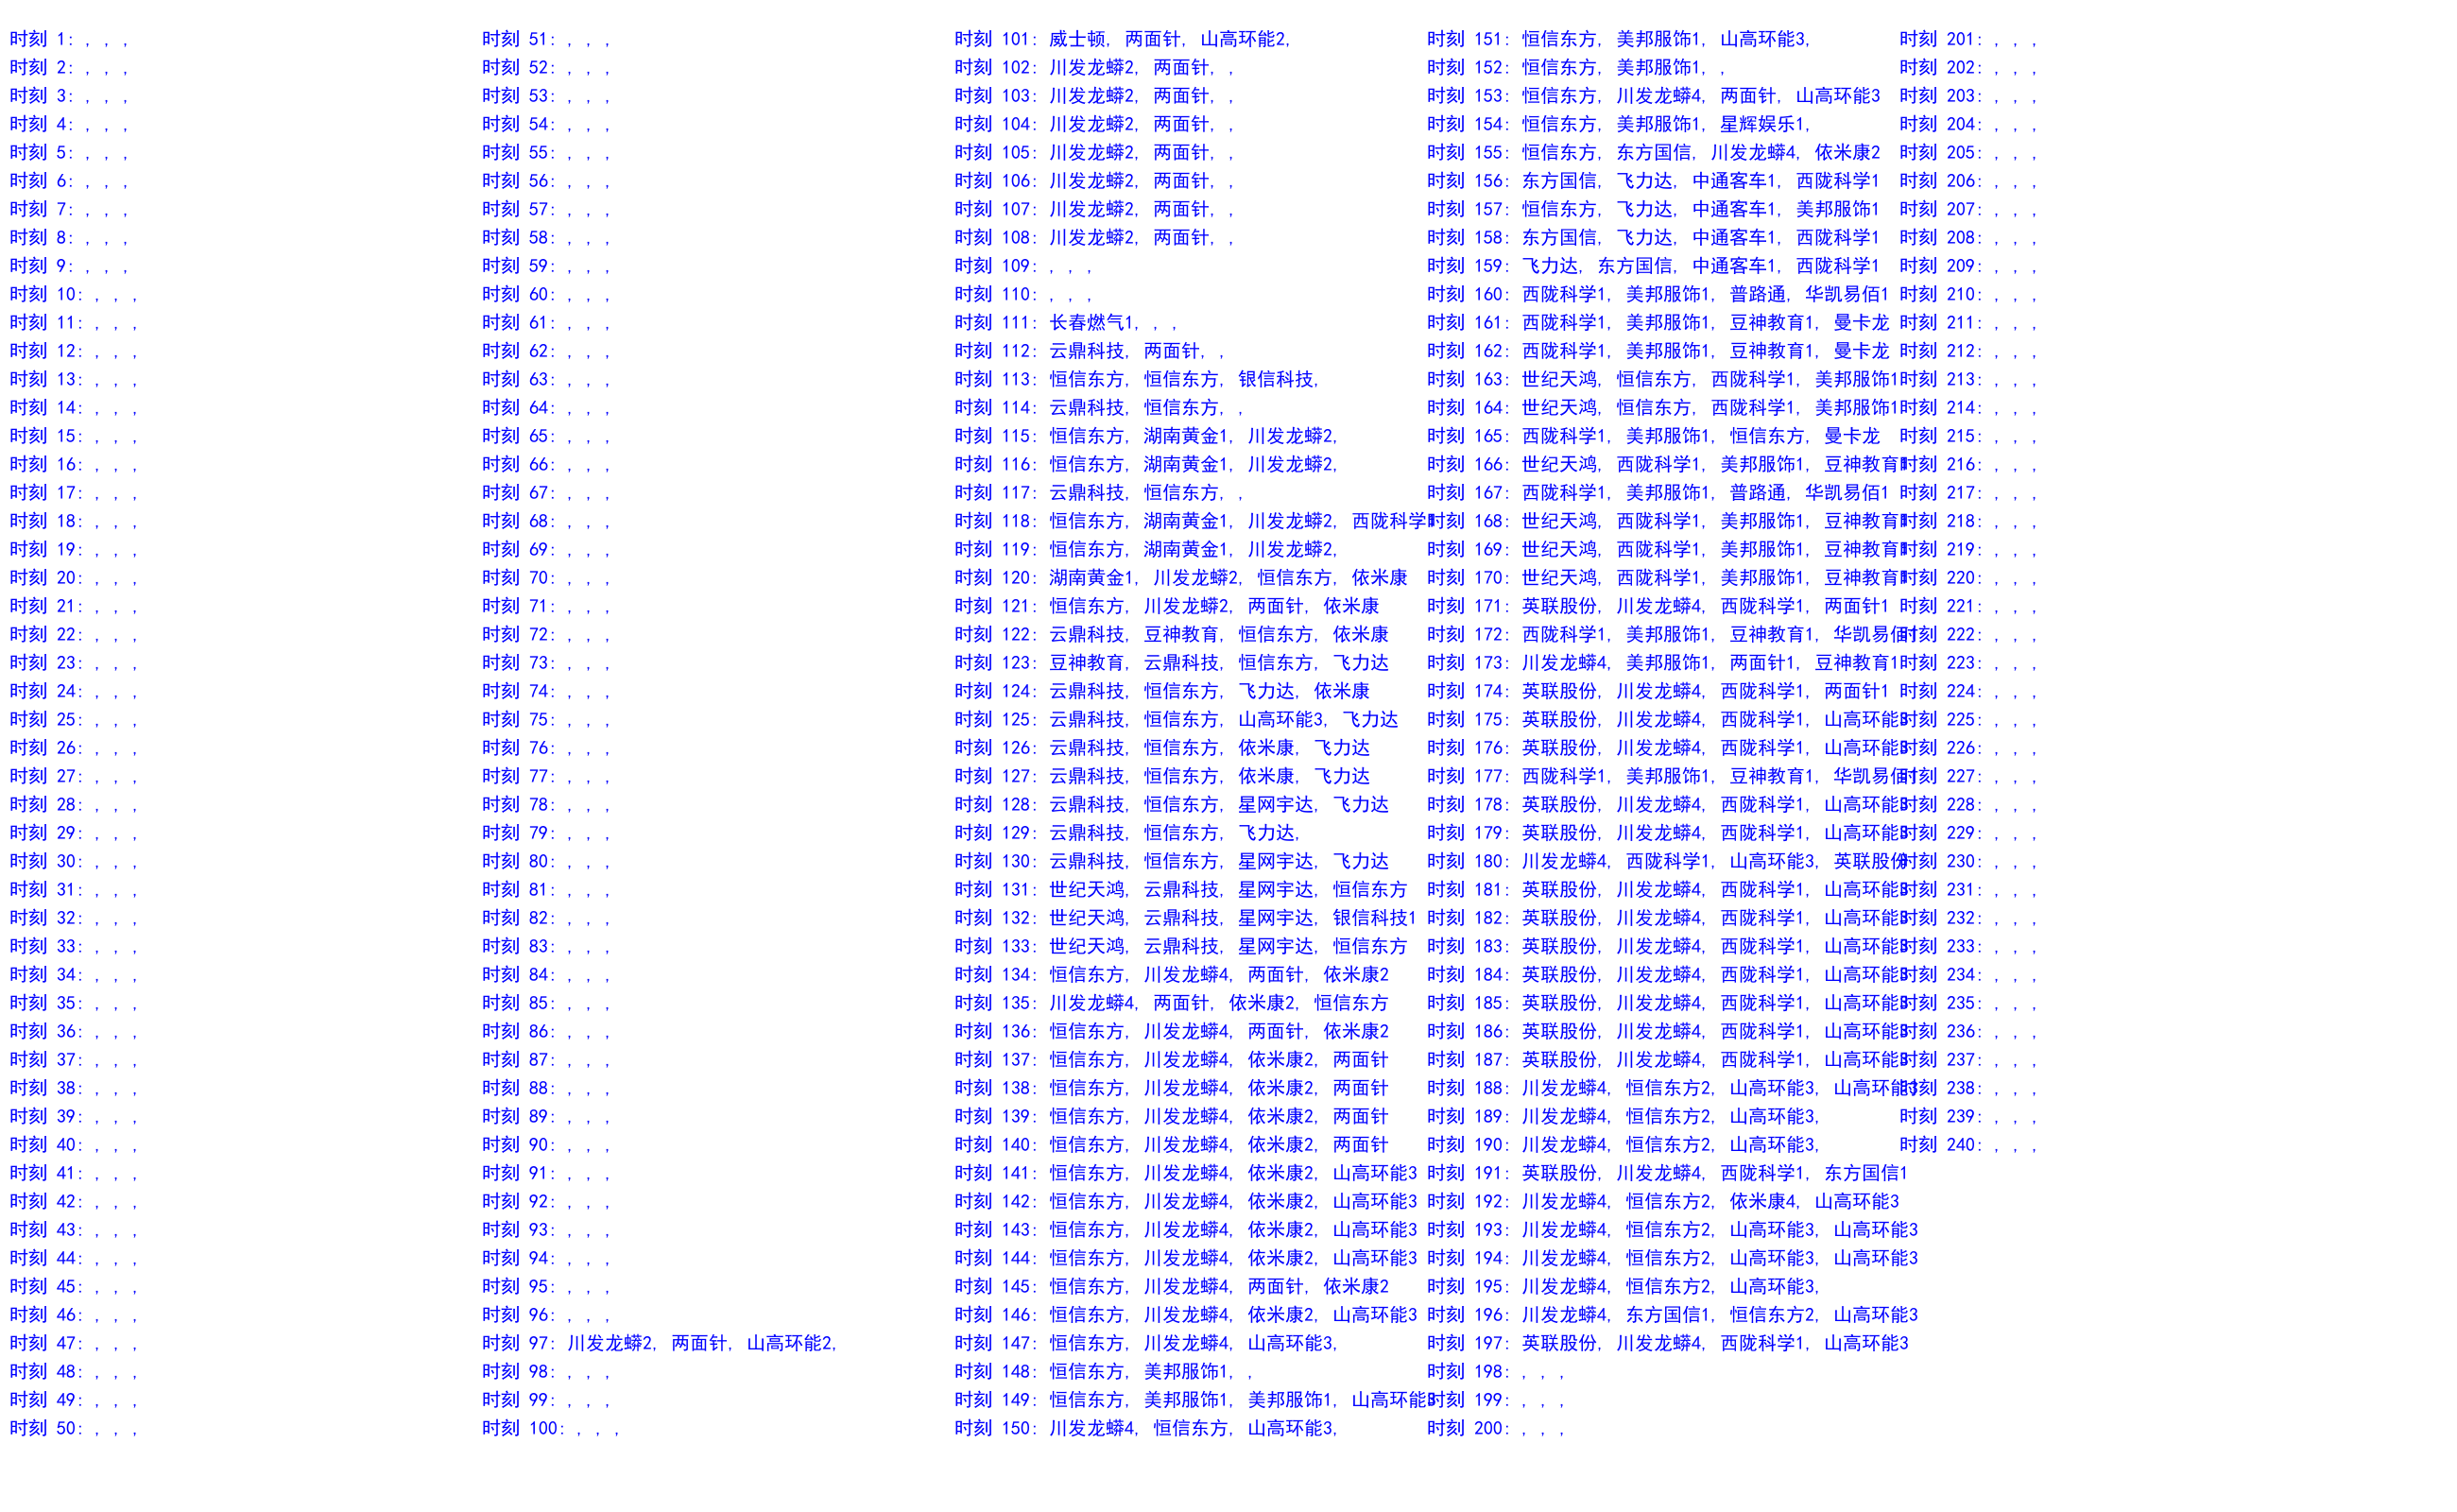 时刻 1: , , ,
时刻 2: , , ,
时刻 3: , , ,
时刻 4: , , ,
时刻 5: , , ,
时刻 6: , , ,
时刻 7: , , ,
时刻 8: , , ,
时刻 9: , , ,
时刻 10: , , ,
时刻 11: , , ,
时刻 12: , , ,
时刻 13: , , ,
时刻 14: , , ,
时刻 15: , , ,
时刻 16: , , ,
时刻 17: , , ,
时刻 18: , , ,
时刻 19: , , ,
时刻 20: , , ,
时刻 21: , , ,
时刻 22: , , ,
时刻 23: , , ,
时刻 24: , , ,
时刻 25: , , ,
时刻 26: , , ,
时刻 27: , , ,
时刻 28: , , ,
时刻 29: , , ,
时刻 30: , , ,
时刻 31: , , ,
时刻 32: , , ,
时刻 33: , , ,
时刻 34: , , ,
时刻 35: , , ,
时刻 36: , , ,
时刻 37: , , ,
时刻 38: , , ,
时刻 39: , , ,
时刻 40: , , ,
时刻 41: , , ,
时刻 42: , , ,
时刻 43: , , ,
时刻 44: , , ,
时刻 45: , , ,
时刻 46: , , ,
时刻 47: , , ,
时刻 48: , , ,
时刻 49: , , ,
时刻 50: , , ,
时刻 51: , , ,
时刻 52: , , ,
时刻 53: , , ,
时刻 54: , , ,
时刻 55: , , ,
时刻 56: , , ,
时刻 57: , , ,
时刻 58: , , ,
时刻 59: , , ,
时刻 60: , , ,
时刻 61: , , ,
时刻 62: , , ,
时刻 63: , , ,
时刻 64: , , ,
时刻 65: , , ,
时刻 66: , , ,
时刻 67: , , ,
时刻 68: , , ,
时刻 69: , , ,
时刻 70: , , ,
时刻 71: , , ,
时刻 72: , , ,
时刻 73: , , ,
时刻 74: , , ,
时刻 75: , , ,
时刻 76: , , ,
时刻 77: , , ,
时刻 78: , , ,
时刻 79: , , ,
时刻 80: , , ,
时刻 81: , , ,
时刻 82: , , ,
时刻 83: , , ,
时刻 84: , , ,
时刻 85: , , ,
时刻 86: , , ,
时刻 87: , , ,
时刻 88: , , ,
时刻 89: , , ,
时刻 90: , , ,
时刻 91: , , ,
时刻 92: , , ,
时刻 93: , , ,
时刻 94: , , ,
时刻 95: , , ,
时刻 96: , , ,
时刻 97: 川发龙蟒2, 两面针, 山高环能2,
时刻 98: , , ,
时刻 99: , , ,
时刻 100: , , ,
时刻 101: 威士顿, 两面针, 山高环能2,
时刻 102: 川发龙蟒2, 两面针, ,
时刻 103: 川发龙蟒2, 两面针, ,
时刻 104: 川发龙蟒2, 两面针, ,
时刻 105: 川发龙蟒2, 两面针, ,
时刻 106: 川发龙蟒2, 两面针, ,
时刻 107: 川发龙蟒2, 两面针, ,
时刻 108: 川发龙蟒2, 两面针, ,
时刻 109: , , ,
时刻 110: , , ,
时刻 111: 长春燃气1, , ,
时刻 112: 云鼎科技, 两面针, ,
时刻 113: 恒信东方, 恒信东方, 银信科技,
时刻 114: 云鼎科技, 恒信东方, ,
时刻 115: 恒信东方, 湖南黄金1, 川发龙蟒2,
时刻 116: 恒信东方, 湖南黄金1, 川发龙蟒2,
时刻 117: 云鼎科技, 恒信东方, ,
时刻 118: 恒信东方, 湖南黄金1, 川发龙蟒2, 西陇科学1
时刻 119: 恒信东方, 湖南黄金1, 川发龙蟒2,
时刻 120: 湖南黄金1, 川发龙蟒2, 恒信东方, 依米康
时刻 121: 恒信东方, 川发龙蟒2, 两面针, 依米康
时刻 122: 云鼎科技, 豆神教育, 恒信东方, 依米康
时刻 123: 豆神教育, 云鼎科技, 恒信东方, 飞力达
时刻 124: 云鼎科技, 恒信东方, 飞力达, 依米康
时刻 125: 云鼎科技, 恒信东方, 山高环能3, 飞力达
时刻 126: 云鼎科技, 恒信东方, 依米康, 飞力达
时刻 127: 云鼎科技, 恒信东方, 依米康, 飞力达
时刻 128: 云鼎科技, 恒信东方, 星网宇达, 飞力达
时刻 129: 云鼎科技, 恒信东方, 飞力达,
时刻 130: 云鼎科技, 恒信东方, 星网宇达, 飞力达
时刻 131: 世纪天鸿, 云鼎科技, 星网宇达, 恒信东方
时刻 132: 世纪天鸿, 云鼎科技, 星网宇达, 银信科技1
时刻 133: 世纪天鸿, 云鼎科技, 星网宇达, 恒信东方
时刻 134: 恒信东方, 川发龙蟒4, 两面针, 依米康2
时刻 135: 川发龙蟒4, 两面针, 依米康2, 恒信东方
时刻 136: 恒信东方, 川发龙蟒4, 两面针, 依米康2
时刻 137: 恒信东方, 川发龙蟒4, 依米康2, 两面针
时刻 138: 恒信东方, 川发龙蟒4, 依米康2, 两面针
时刻 139: 恒信东方, 川发龙蟒4, 依米康2, 两面针
时刻 140: 恒信东方, 川发龙蟒4, 依米康2, 两面针
时刻 141: 恒信东方, 川发龙蟒4, 依米康2, 山高环能3
时刻 142: 恒信东方, 川发龙蟒4, 依米康2, 山高环能3
时刻 143: 恒信东方, 川发龙蟒4, 依米康2, 山高环能3
时刻 144: 恒信东方, 川发龙蟒4, 依米康2, 山高环能3
时刻 145: 恒信东方, 川发龙蟒4, 两面针, 依米康2
时刻 146: 恒信东方, 川发龙蟒4, 依米康2, 山高环能3
时刻 147: 恒信东方, 川发龙蟒4, 山高环能3,
时刻 148: 恒信东方, 美邦服饰1, ,
时刻 149: 恒信东方, 美邦服饰1, 美邦服饰1, 山高环能3
时刻 150: 川发龙蟒4, 恒信东方, 山高环能3,
时刻 151: 恒信东方, 美邦服饰1, 山高环能3,
时刻 152: 恒信东方, 美邦服饰1, ,
时刻 153: 恒信东方, 川发龙蟒4, 两面针, 山高环能3
时刻 154: 恒信东方, 美邦服饰1, 星辉娱乐1,
时刻 155: 恒信东方, 东方国信, 川发龙蟒4, 依米康2
时刻 156: 东方国信, 飞力达, 中通客车1, 西陇科学1
时刻 157: 恒信东方, 飞力达, 中通客车1, 美邦服饰1
时刻 158: 东方国信, 飞力达, 中通客车1, 西陇科学1
时刻 159: 飞力达, 东方国信, 中通客车1, 西陇科学1
时刻 160: 西陇科学1, 美邦服饰1, 普路通, 华凯易佰1
时刻 161: 西陇科学1, 美邦服饰1, 豆神教育1, 曼卡龙
时刻 162: 西陇科学1, 美邦服饰1, 豆神教育1, 曼卡龙
时刻 163: 世纪天鸿, 恒信东方, 西陇科学1, 美邦服饰1
时刻 164: 世纪天鸿, 恒信东方, 西陇科学1, 美邦服饰1
时刻 165: 西陇科学1, 美邦服饰1, 恒信东方, 曼卡龙
时刻 166: 世纪天鸿, 西陇科学1, 美邦服饰1, 豆神教育1
时刻 167: 西陇科学1, 美邦服饰1, 普路通, 华凯易佰1
时刻 168: 世纪天鸿, 西陇科学1, 美邦服饰1, 豆神教育1
时刻 169: 世纪天鸿, 西陇科学1, 美邦服饰1, 豆神教育1
时刻 170: 世纪天鸿, 西陇科学1, 美邦服饰1, 豆神教育1
时刻 171: 英联股份, 川发龙蟒4, 西陇科学1, 两面针1
时刻 172: 西陇科学1, 美邦服饰1, 豆神教育1, 华凯易佰1
时刻 173: 川发龙蟒4, 美邦服饰1, 两面针1, 豆神教育1
时刻 174: 英联股份, 川发龙蟒4, 西陇科学1, 两面针1
时刻 175: 英联股份, 川发龙蟒4, 西陇科学1, 山高环能3
时刻 176: 英联股份, 川发龙蟒4, 西陇科学1, 山高环能3
时刻 177: 西陇科学1, 美邦服饰1, 豆神教育1, 华凯易佰1
时刻 178: 英联股份, 川发龙蟒4, 西陇科学1, 山高环能3
时刻 179: 英联股份, 川发龙蟒4, 西陇科学1, 山高环能3
时刻 180: 川发龙蟒4, 西陇科学1, 山高环能3, 英联股份
时刻 181: 英联股份, 川发龙蟒4, 西陇科学1, 山高环能3
时刻 182: 英联股份, 川发龙蟒4, 西陇科学1, 山高环能3
时刻 183: 英联股份, 川发龙蟒4, 西陇科学1, 山高环能3
时刻 184: 英联股份, 川发龙蟒4, 西陇科学1, 山高环能3
时刻 185: 英联股份, 川发龙蟒4, 西陇科学1, 山高环能3
时刻 186: 英联股份, 川发龙蟒4, 西陇科学1, 山高环能3
时刻 187: 英联股份, 川发龙蟒4, 西陇科学1, 山高环能3
时刻 188: 川发龙蟒4, 恒信东方2, 山高环能3, 山高环能3
时刻 189: 川发龙蟒4, 恒信东方2, 山高环能3,
时刻 190: 川发龙蟒4, 恒信东方2, 山高环能3,
时刻 191: 英联股份, 川发龙蟒4, 西陇科学1, 东方国信1
时刻 192: 川发龙蟒4, 恒信东方2, 依米康4, 山高环能3
时刻 193: 川发龙蟒4, 恒信东方2, 山高环能3, 山高环能3
时刻 194: 川发龙蟒4, 恒信东方2, 山高环能3, 山高环能3
时刻 195: 川发龙蟒4, 恒信东方2, 山高环能3,
时刻 196: 川发龙蟒4, 东方国信1, 恒信东方2, 山高环能3
时刻 197: 英联股份, 川发龙蟒4, 西陇科学1, 山高环能3
时刻 198: , , ,
时刻 199: , , ,
时刻 200: , , ,
时刻 201: , , ,
时刻 202: , , ,
时刻 203: , , ,
时刻 204: , , ,
时刻 205: , , ,
时刻 206: , , ,
时刻 207: , , ,
时刻 208: , , ,
时刻 209: , , ,
时刻 210: , , ,
时刻 211: , , ,
时刻 212: , , ,
时刻 213: , , ,
时刻 214: , , ,
时刻 215: , , ,
时刻 216: , , ,
时刻 217: , , ,
时刻 218: , , ,
时刻 219: , , ,
时刻 220: , , ,
时刻 221: , , ,
时刻 222: , , ,
时刻 223: , , ,
时刻 224: , , ,
时刻 225: , , ,
时刻 226: , , ,
时刻 227: , , ,
时刻 228: , , ,
时刻 229: , , ,
时刻 230: , , ,
时刻 231: , , ,
时刻 232: , , ,
时刻 233: , , ,
时刻 234: , , ,
时刻 235: , , ,
时刻 236: , , ,
时刻 237: , , ,
时刻 238: , , ,
时刻 239: , , ,
时刻 240: , , ,